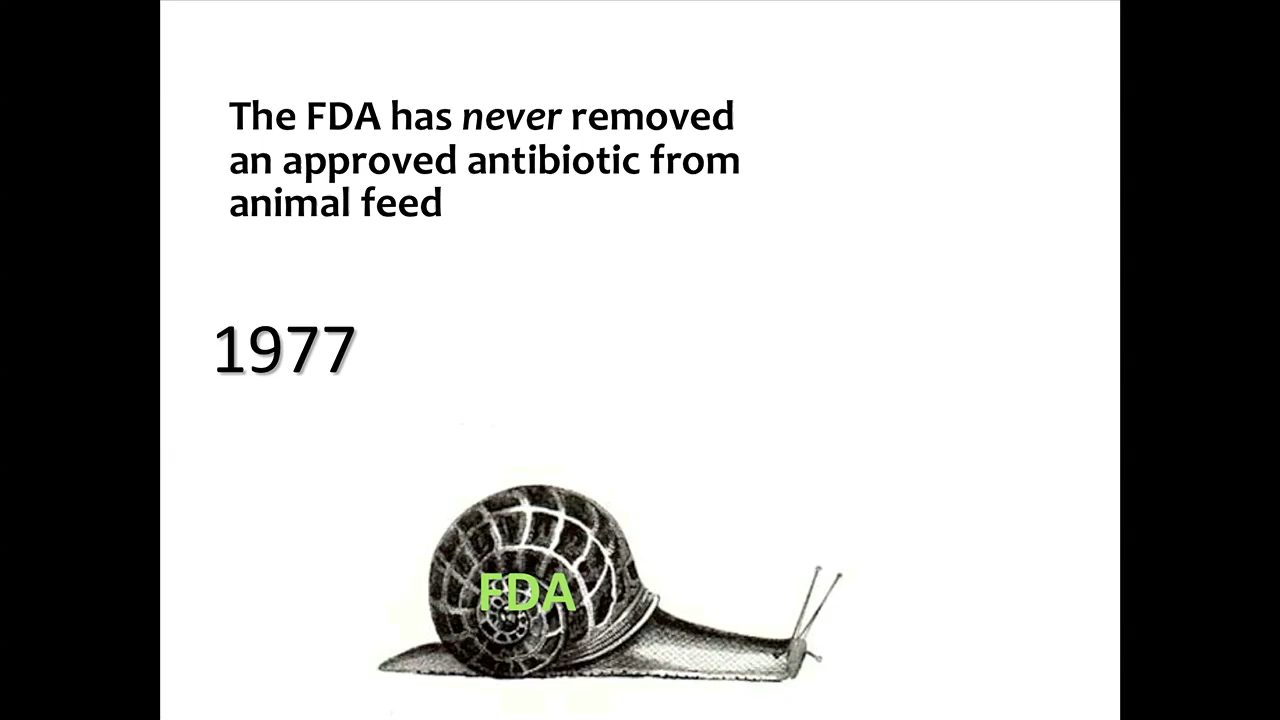 The FDA has never removed
an approved antibiotic from
animal feed
1977
FDA